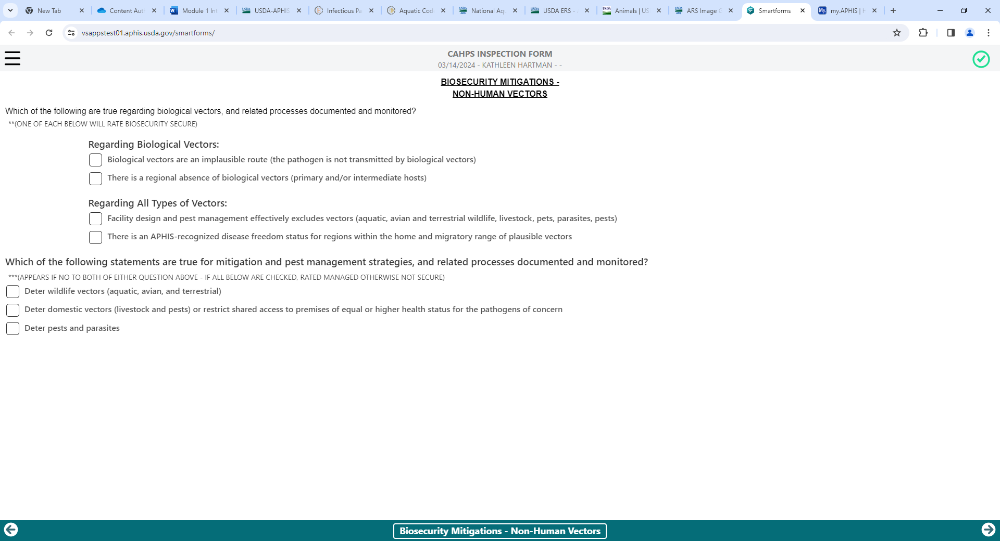 New Tab
Content Auti
Module 1 Int
USDA-APHIS
Infectious Pa
Aquatic Cod
National Aqu
USDA ERS -
Animals | US
ARS Image G
Smartforms
my.APHIS | H
vsappstest01.aphis.usda.gov/smartforms/
CAHPS INSPECTION FORM
03/14/2024 - KATHLEEN HARTMAN - -
BIOSECURITY MITIGATIONS -
NON-HUMAN VECTORS
Which of the following are true regarding biological vectors, and related processes documented and monitored?
**(ONE OF EACH BELOW WILL RATE BIOSECURITY SECURE)
Regarding Biological Vectors:
Biological vectors are an implausible route (the pathogen is not transmitted by biological vectors)
There is a regional absence of biological vectors (primary and/or intermediate hosts)
Regarding All Types of Vectors:
Facility design and pest management effectively excludes vectors (aquatic, avian and terrestrial wildlife, livestock, pets, parasites, pests)
There is an APHIS-recognized disease freedom status for regions within the home and migratory range of plausible vectors
Which of the following statements are true for mitigation and pest management strategies, and related processes documented and monitored?
***(APPEARS IF NO TO BOTH OF EITHER QUESTION ABOVE - IF ALL BELOW ARE CHECKED, RATED MANAGED OTHERWISE NOT SECURE)
Deter wildlife vectors (aquatic, avian, and terrestrial)
Deter domestic vectors (livestock and pests) or restrict shared access to premises of equal or higher health status for the pathogens of concern
Deter pests and parasites
Biosecurity Mitigations - Non-Human Vectors